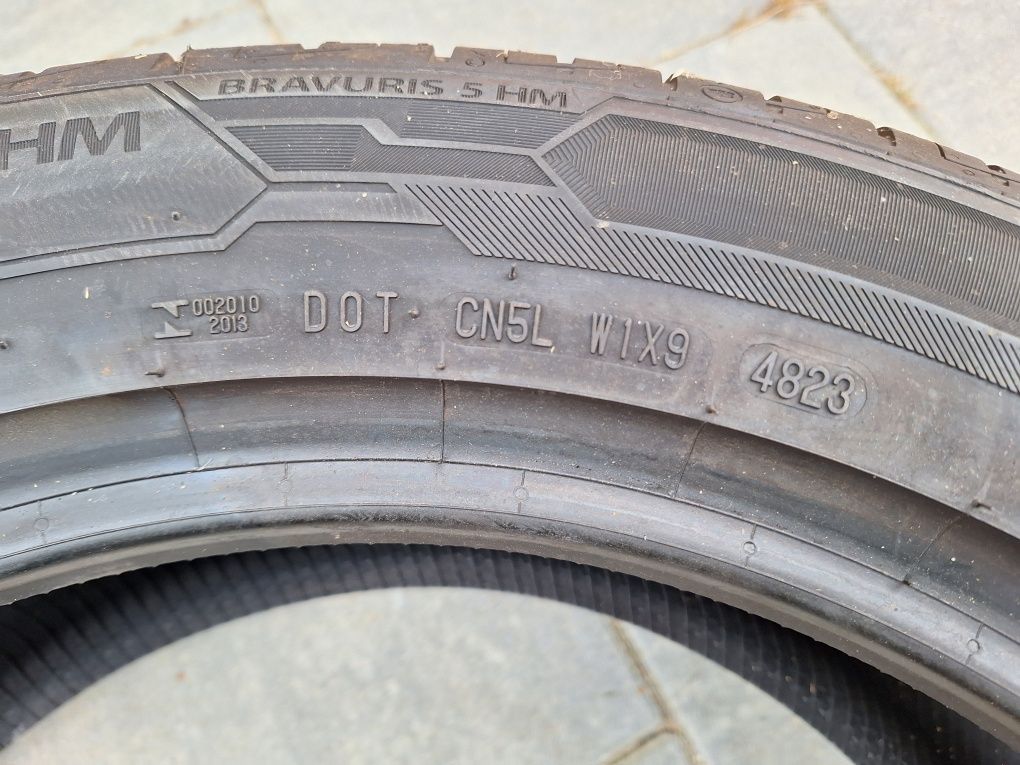 BRAVURIS 5 HM
HM
002010
2013
DOT CN5L W1X9 4823